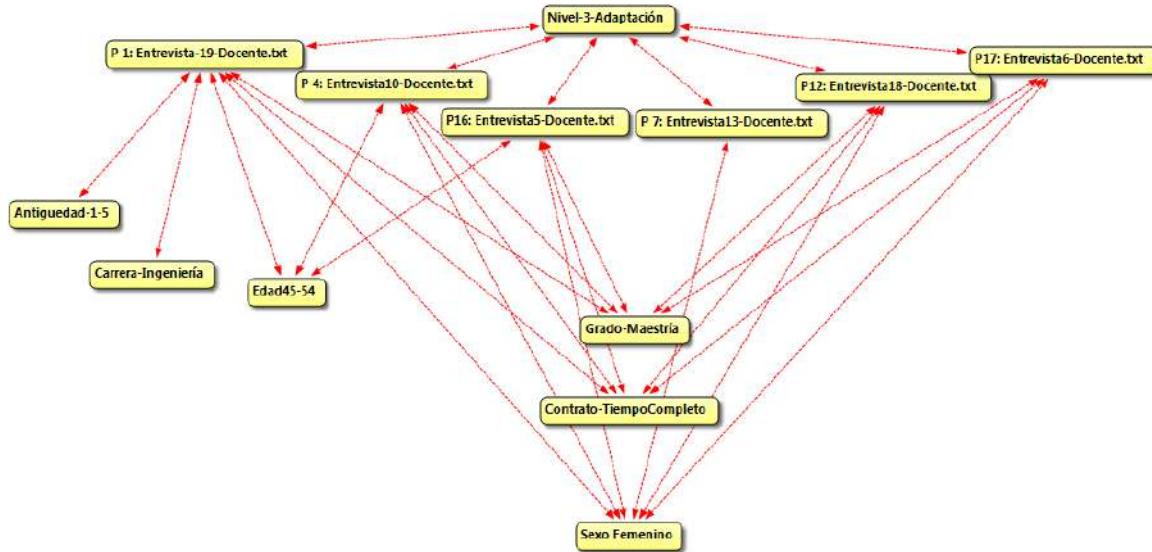 Nivel-3-Adaptación
P 1: Entrevista-19-Docente.txt
P17: Entrevista6-Docente.txt
P 4: Entrevista10-Docente.txt
P12: Entrevista18-Docente.txt
P16: Entrevista5-Docente.txt
P 7: Entrevista13-Docente.txt
Antiguedad-1-5
Carrera-Ingeniería
Edad45-54
Grado-Maestría
Contrato-TiempoCompleto
Sexo Femenino